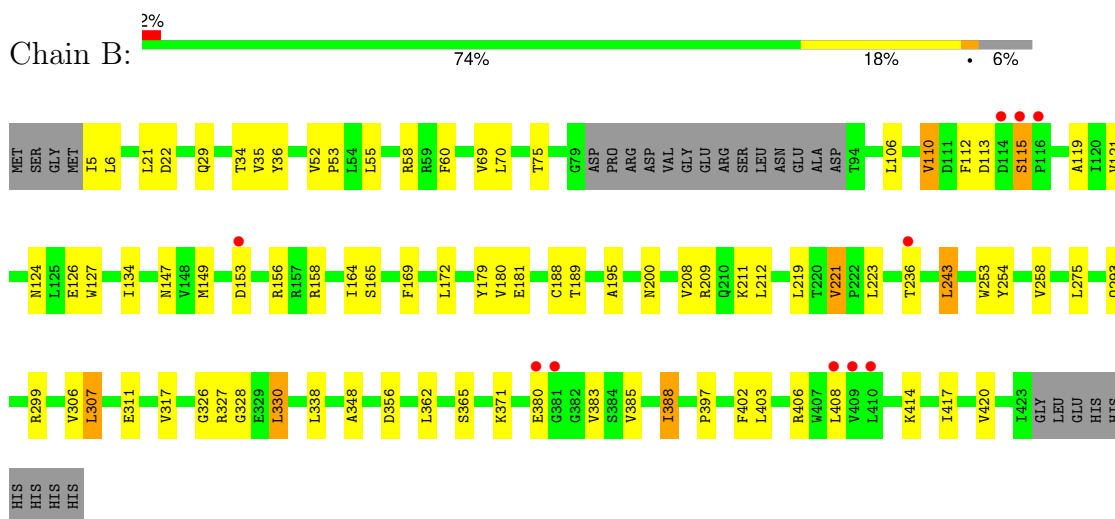 2%
Chain B:
74% 18% • 6%
MET SER GLY MET I5 L6 L21 D22 Q29 T34 V35 Y36 V52 P53 L54 L55 R58 R59 F60 V69 L70 T75 G79 ASP PRO ARG ASP VAL GLY GLU ARG SER LEU ASN GLU ALA ASP T94 L106 V110 D111 F112 D113 D114 S115 P116 A119 I120
N124 L125 E126 W127 I134 N147 V148 M149 D153 R156 R157 R158 I164 S165 F169 L172 Y179 V180 E181 C188 T189 A195 N200 V208 R209 Q210 K211 L212 L219 T220 V221 P222 L223 T236 L243 W253 Y254 V258 L275
R299 V306 L307 E311 V317 G326 R327 G328 E329 L330 L338 A348 D356 L362 S365 K371 E380 G381 G382 V383 S384 V385 I388 P397 F402 L403 R406 W407 L408 V409 L410 K414 I417 V420 I423 GLY LEU GLU HIS HIS
HIS HIS HIS HIS